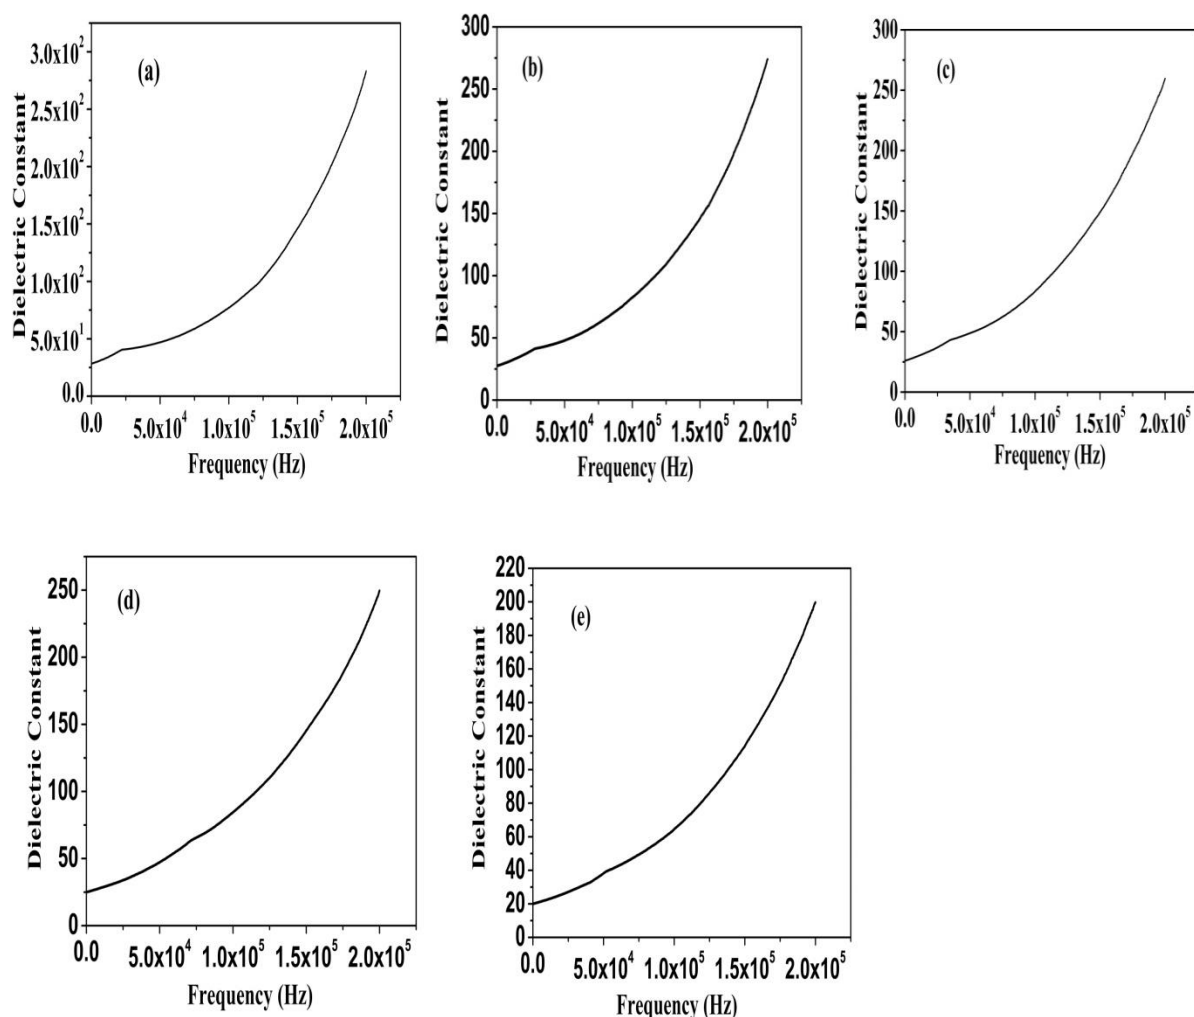 (a)
Dielectric Constant
3.0x10²
2.5x10²
2.0x10²
1.5x10²
1.0x10²
5.0x10¹
0.0
0.0
5.0x10⁴
1.0x10⁵
1.5x10⁵
2.0x10⁵
Frequency (Hz)
(b)
Dielectric Constant
300
250
200
150
100
50
0
0.0
5.0x10⁴
1.0x10⁵
1.5x10⁵
2.0x10⁵
Frequency (Hz)
(c)
Dielectric Constant
300
250
200
150
100
50
0
0.0
5.0x10⁴
1.0x10⁵
1.5x10⁵
2.0x10⁵
Frequency (Hz)
(d)
Dielectric Constant
250
200
150
100
50
0
0.0
5.0x10⁴
1.0x10⁵
1.5x10⁵
2.0x10⁵
Frequency (Hz)
(e)
Dielectric Constant
220
200
180
160
140
120
100
80
60
40
20
0
0.0
5.0x10⁴
1.0x10⁵
1.5x10⁵
2.0x10⁵
Frequency (Hz)